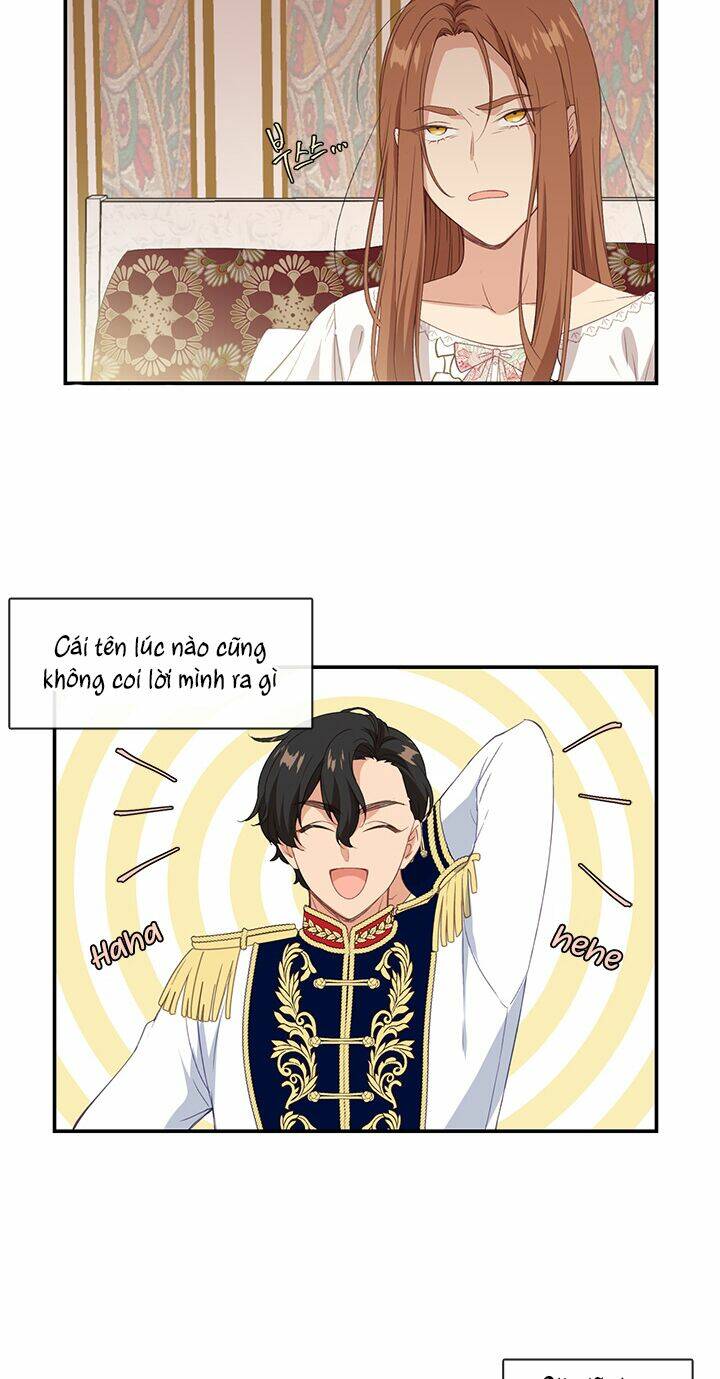 부스스...
Cái tên lúc nào cũng
không coi lời mình ra gì
Haha
hehe